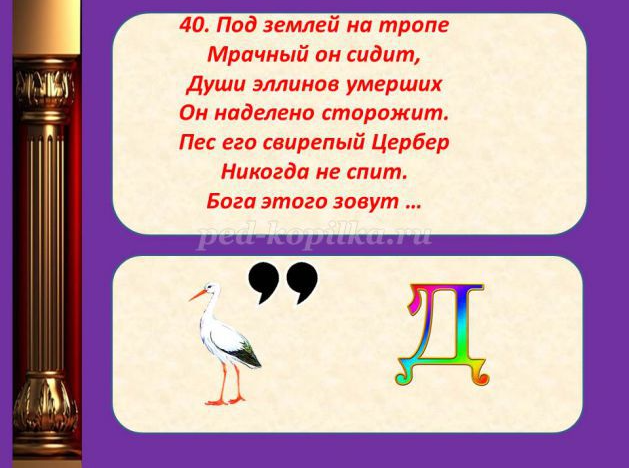 40. Под землей на тропе
Мрачный он сидит,
Души эллинов умерших
Он наделено сторожит.
Пес его свирепый Цербер
Никогда не спит.
Бога этого зовут …
ped-kopilka.ru
,,
Д